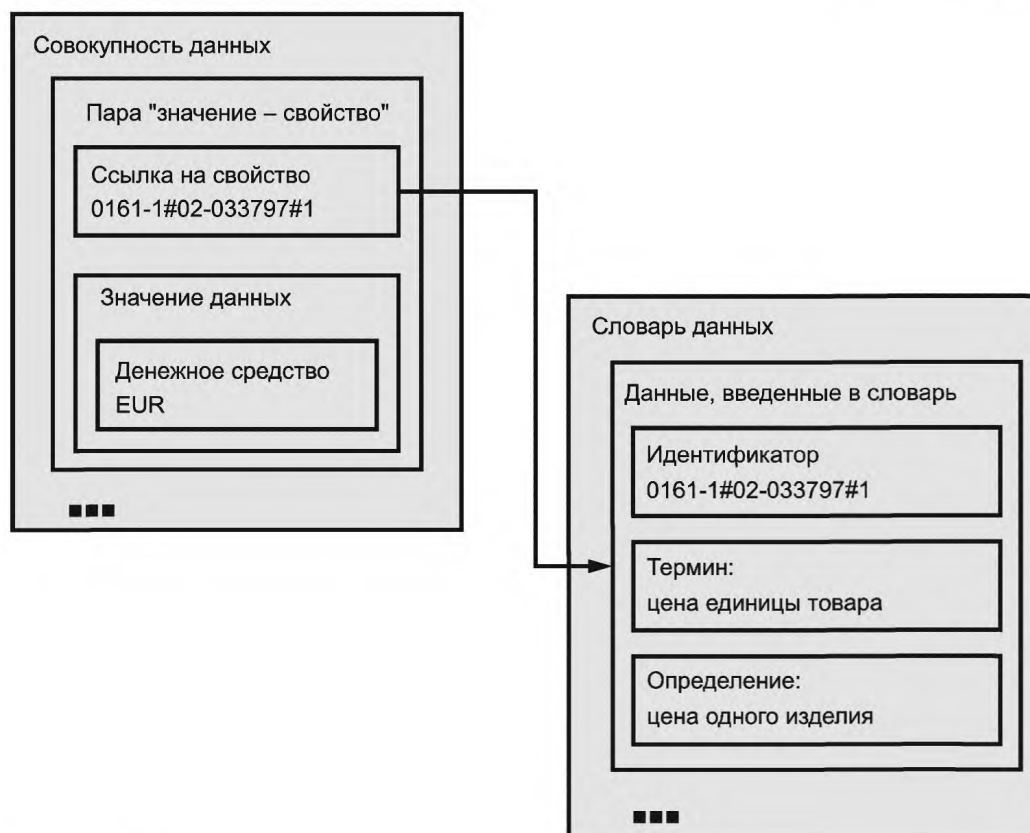 Совокупность данных
Пара "значение – свойство"
Ссылка на свойство
0161-1#02-033797#1
Значение данных
Денежное средство
EUR
Словарь данных
Данные, введенные в словарь
Идентификатор
0161-1#02-033797#1
Термин:
цена единицы товара
Определение:
цена одного изделия